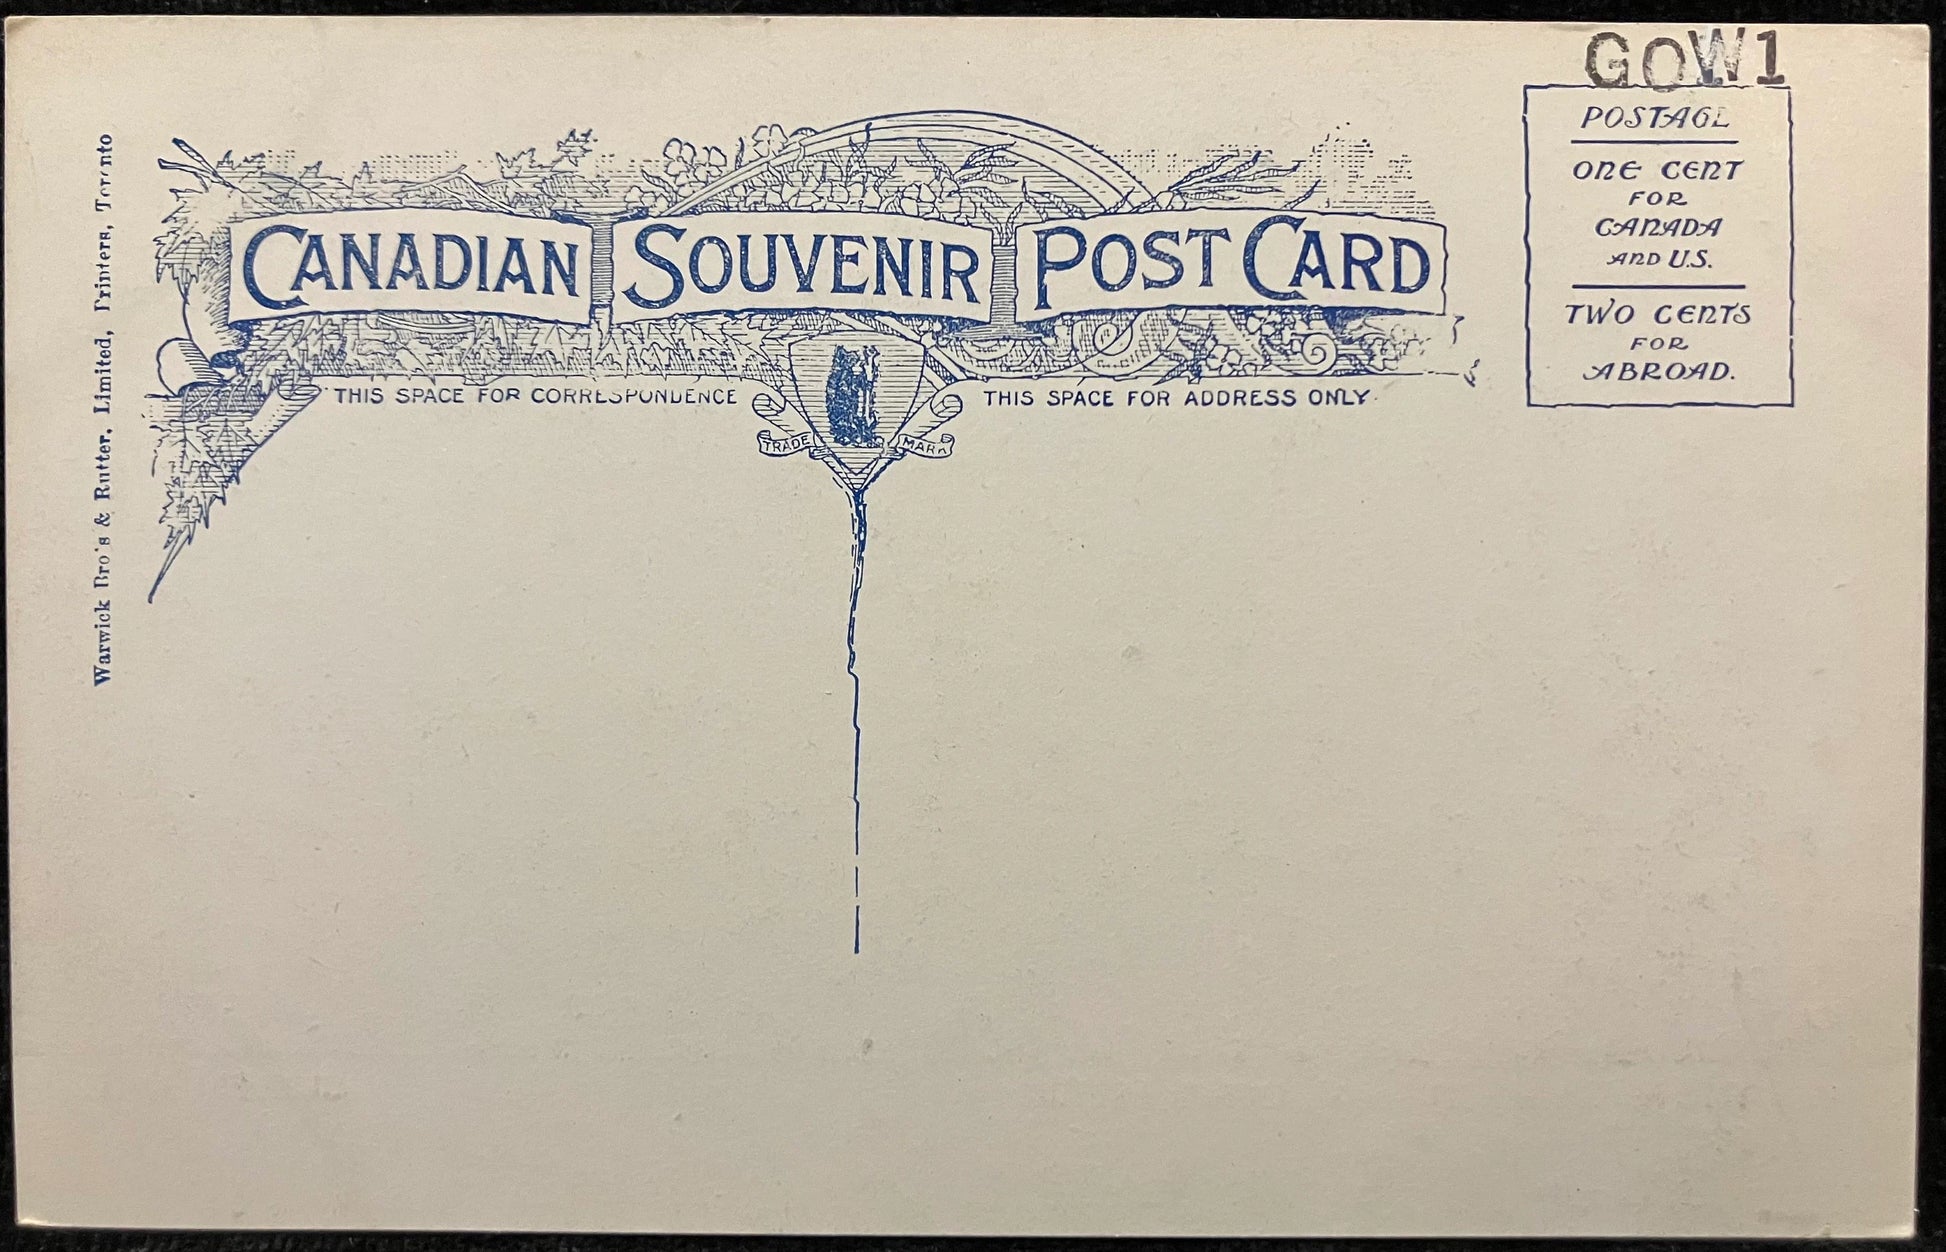 GOW1
CANADIAN SOUVENIR POST CARD
THIS SPACE FOR CORRESPONDENCE
THIS SPACE FOR ADDRESS ONLY.
TRADE MARK
POSTAGE
ONE CENT
FOR
CANADA
AND U.S.
TWO CENTS
FOR
ABROAD.
Warwick Bro's & Rutter, Limited, Printers, Toronto